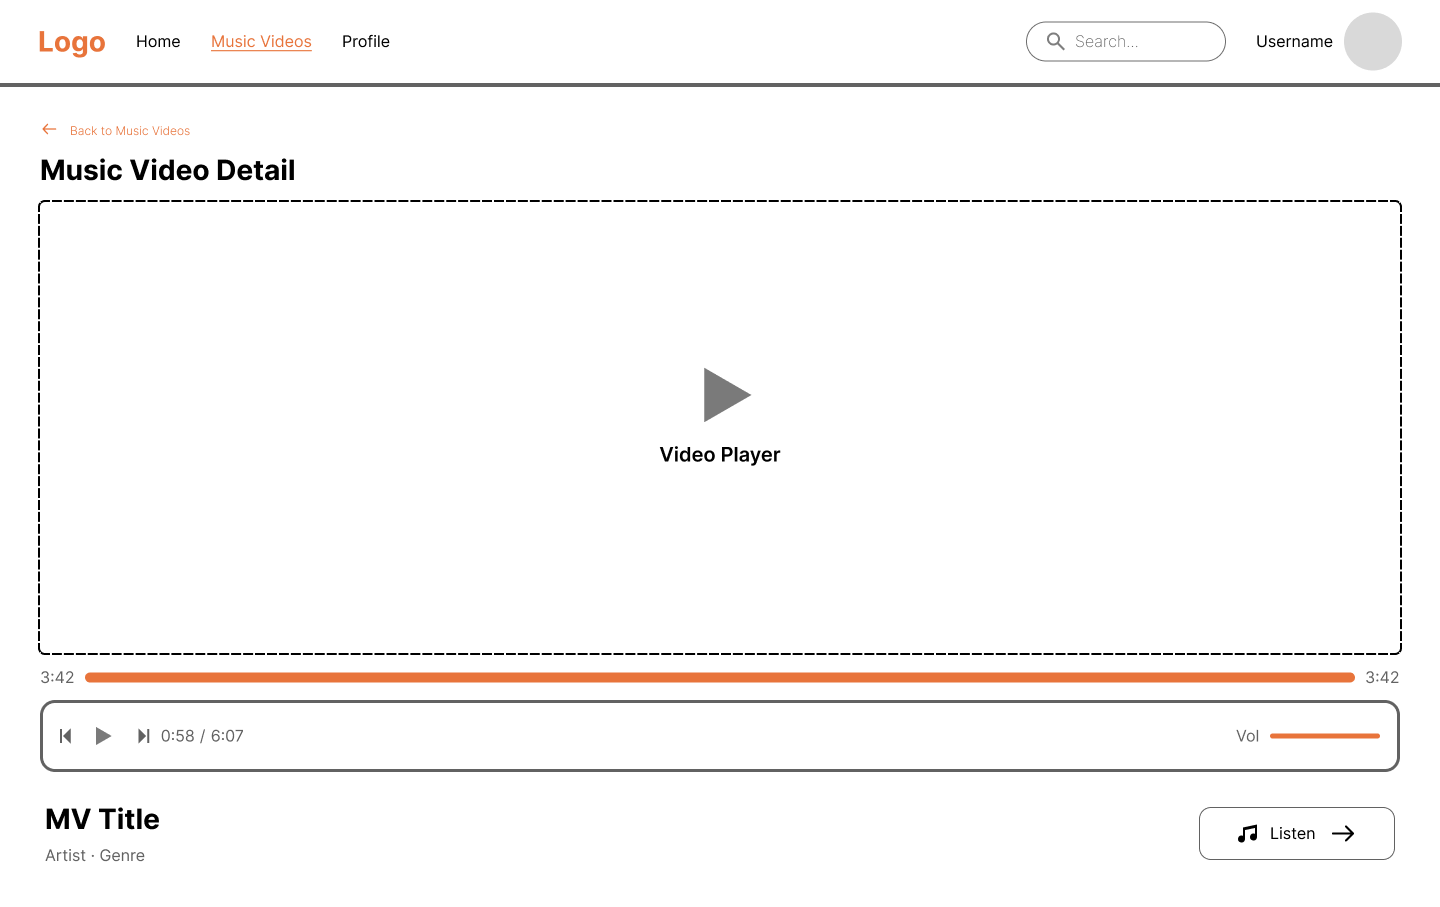 Logo
Home
Music Videos
Profile
Search...
Username
Back to Music Videos
Music Video Detail
Video Player
3:42
3:42
0:58 / 6:07
Vol
MV Title
Artist · Genre
Listen